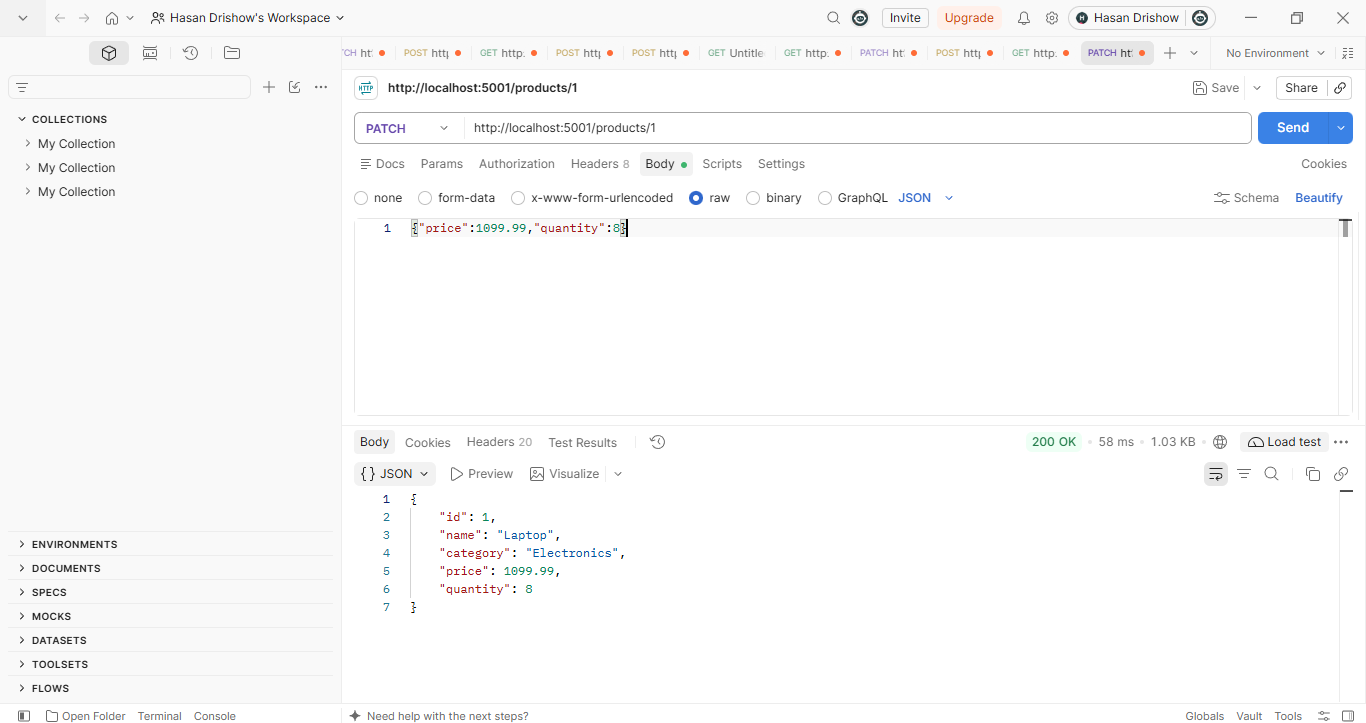 Hasan Drishow's Workspace
Invite
Upgrade
Hasan Drishow
POST
GET http.
POST
POST
GET Untitle
GET http.
PATCH
POST
GET http.
PATCH
No Environment
HTTP
http://localhost:5001/products/1
Save
Share
PATCH
http://localhost:5001/products/1
Send
Docs
Params
Authorization
Headers 8
Body
Scripts
Settings
Cookies
none
form-data
x-www-form-urlencoded
raw
binary
GraphQL
JSON
Schema
Beautify
1 {"price":1099.99,"quantity":8}
COLLECTIONS
My Collection
My Collection
My Collection
ENVIRONMENTS
DOCUMENTS
SPECS
MOCKS
DATASETS
TOOLSETS
FLOWS
Body
Cookies
Headers 20
Test Results
200 OK
58 ms
1.03 KB
Load test
{} JSON
Preview
Visualize
1 {
2 "id": 1,
3 "name": "Laptop",
4 "category": "Electronics",
5 "price": 1099.99,
6 "quantity": 8
7 }
Open Folder
Terminal
Console
Need help with the next steps?
Globals
Vault
Tools